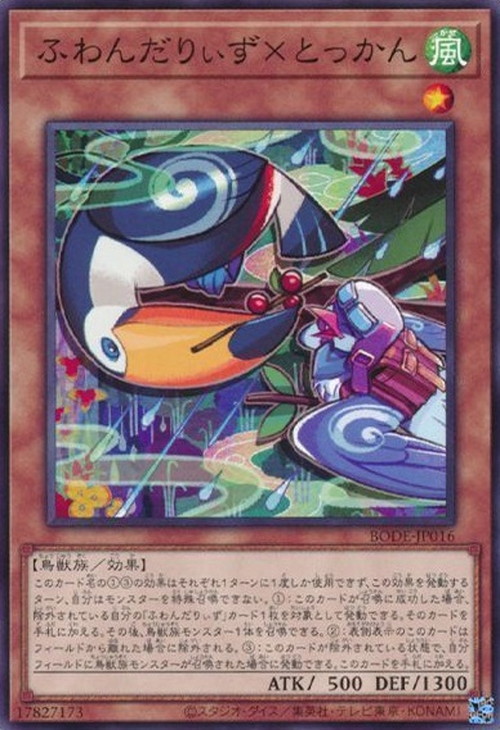 ふわんだりぃず×とっかん
風
BODE-JP016
【鳥獣族／効果】
このカード名の①③の効果はそれぞれ1ターンに1度しか使用できず、この効果を発動する
ターン、自分はモンスターを特殊召喚できない。①：このカードが召喚に成功した場合、
除外されている自分の「ふわんだりぃず」カード1枚を対象として発動できる。そのカードを
手札に加える。その後、鳥獣族モンスター1体を召喚できる。②：表側表示のこのカードは
フィールドから離れた場合に除外される。③：このカードが除外されている状態で、自分
フィールドに鳥獣族モンスターが召喚された場合に発動できる。このカードを手札に加える。
ATK/ 500 DEF/1300
17827173 ©スタジオ・ダイス／集英社・テレビ東京・KONAMI